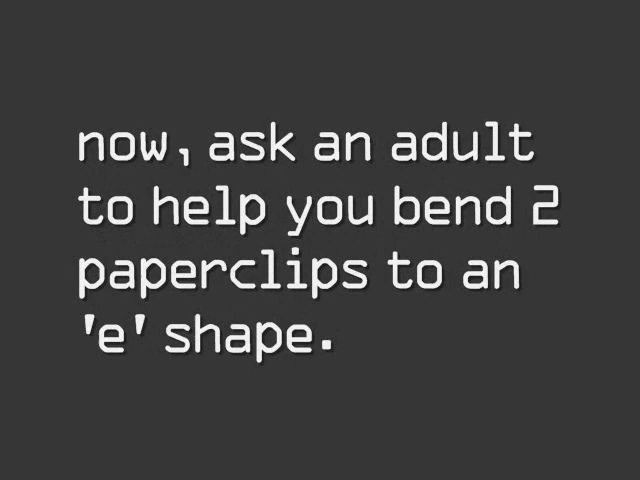 now, ask an adult
to help you bend 2
paperclips to an
'e' shape.